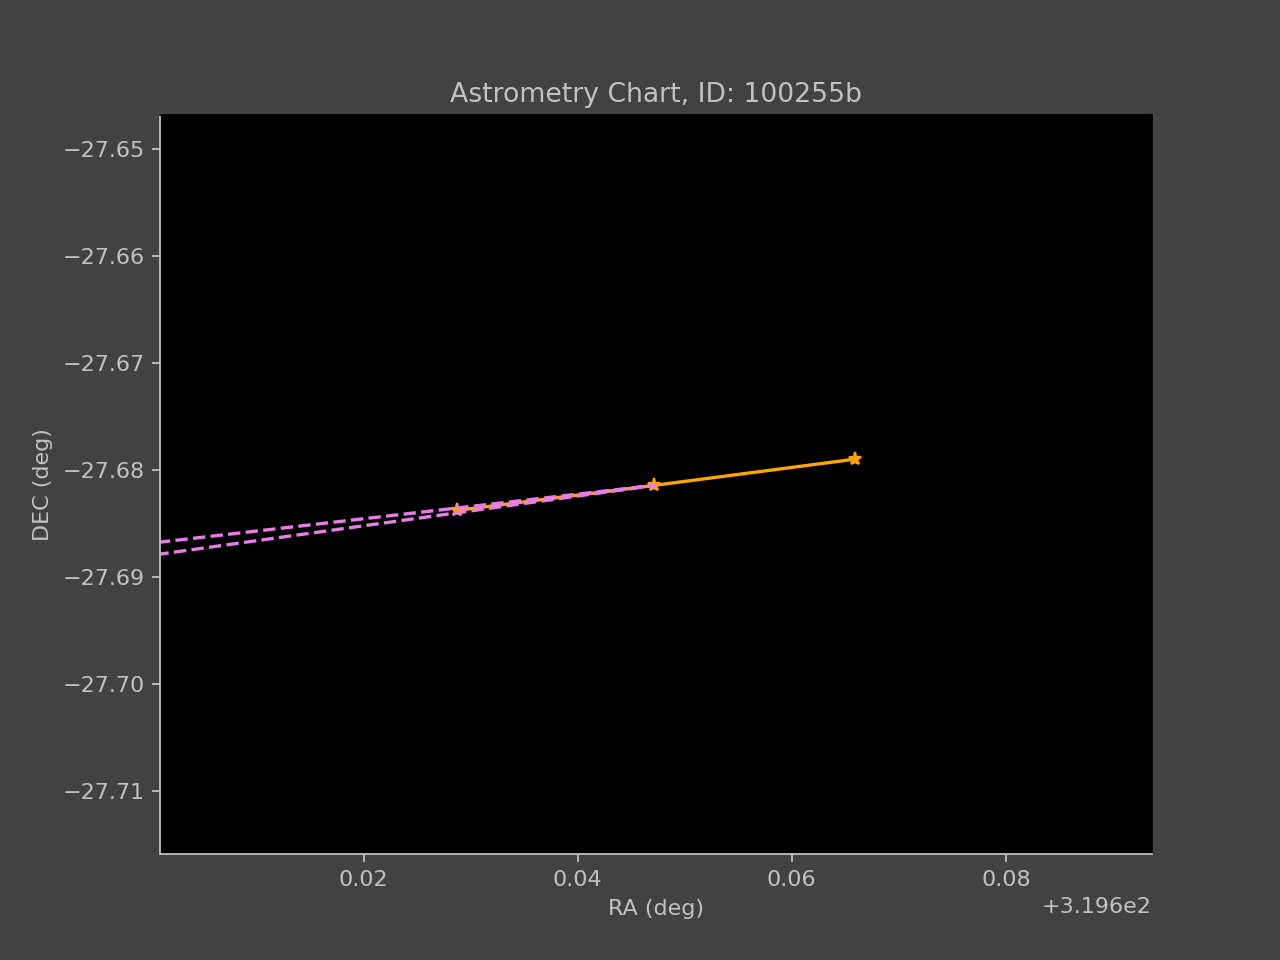 Astrometry Chart, ID: 100255b
−27.65
−27.66
−27.67
−27.68
−27.69
−27.70
−27.71
DEC (deg)
0.02 0.04 0.06 0.08
RA (deg)
+3.196e2